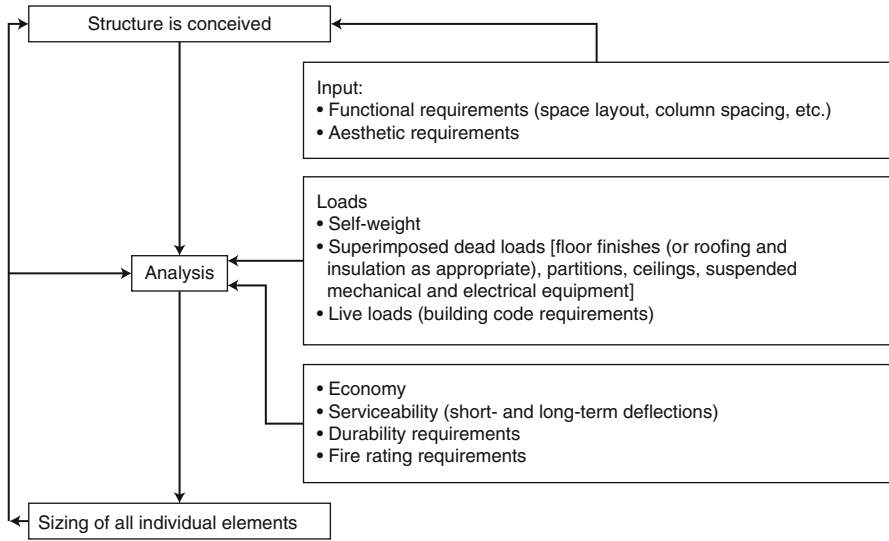 Structure is conceived
Input:
• Functional requirements (space layout, column spacing, etc.)
• Aesthetic requirements
Loads
• Self-weight
• Superimposed dead loads [floor finishes (or roofing and
insulation as appropriate), partitions, ceilings, suspended
mechanical and electrical equipment]
• Live loads (building code requirements)
Analysis
• Economy
• Serviceability (short- and long-term deflections)
• Durability requirements
• Fire rating requirements
Sizing of all individual elements